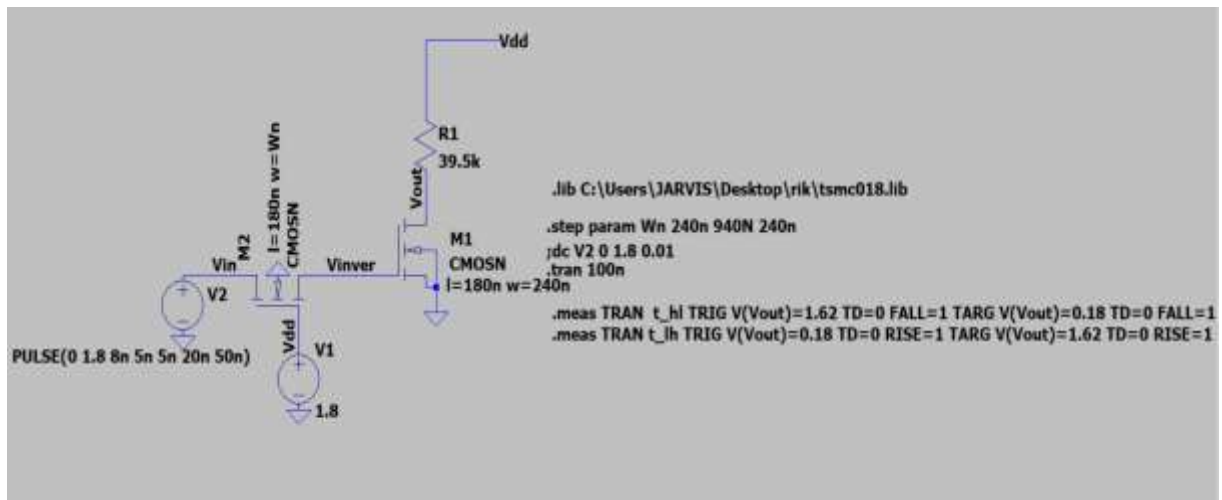 Vdd
R1
39.5k
Vout
l=180n w=Wn
CMOSN
M2
Vin
V2
PULSE(0 1.8 8n 5n 5n 20n 50n)
Vinver
M1
CMOSN
l=180n w=240n
Vdd
V1
1.8
.lib C:\Users\JARVIS\Desktop\rik\tsmc018.lib
.step param Wn 240n 940N 240n
;dc V2 0 1.8 0.01
.tran 100n
.meas TRAN t_hl TRIG V(Vout)=1.62 TD=0 FALL=1 TARG V(Vout)=0.18 TD=0 FALL=1
.meas TRAN t_lh TRIG V(Vout)=0.18 TD=0 RISE=1 TARG V(Vout)=1.62 TD=0 RISE=1